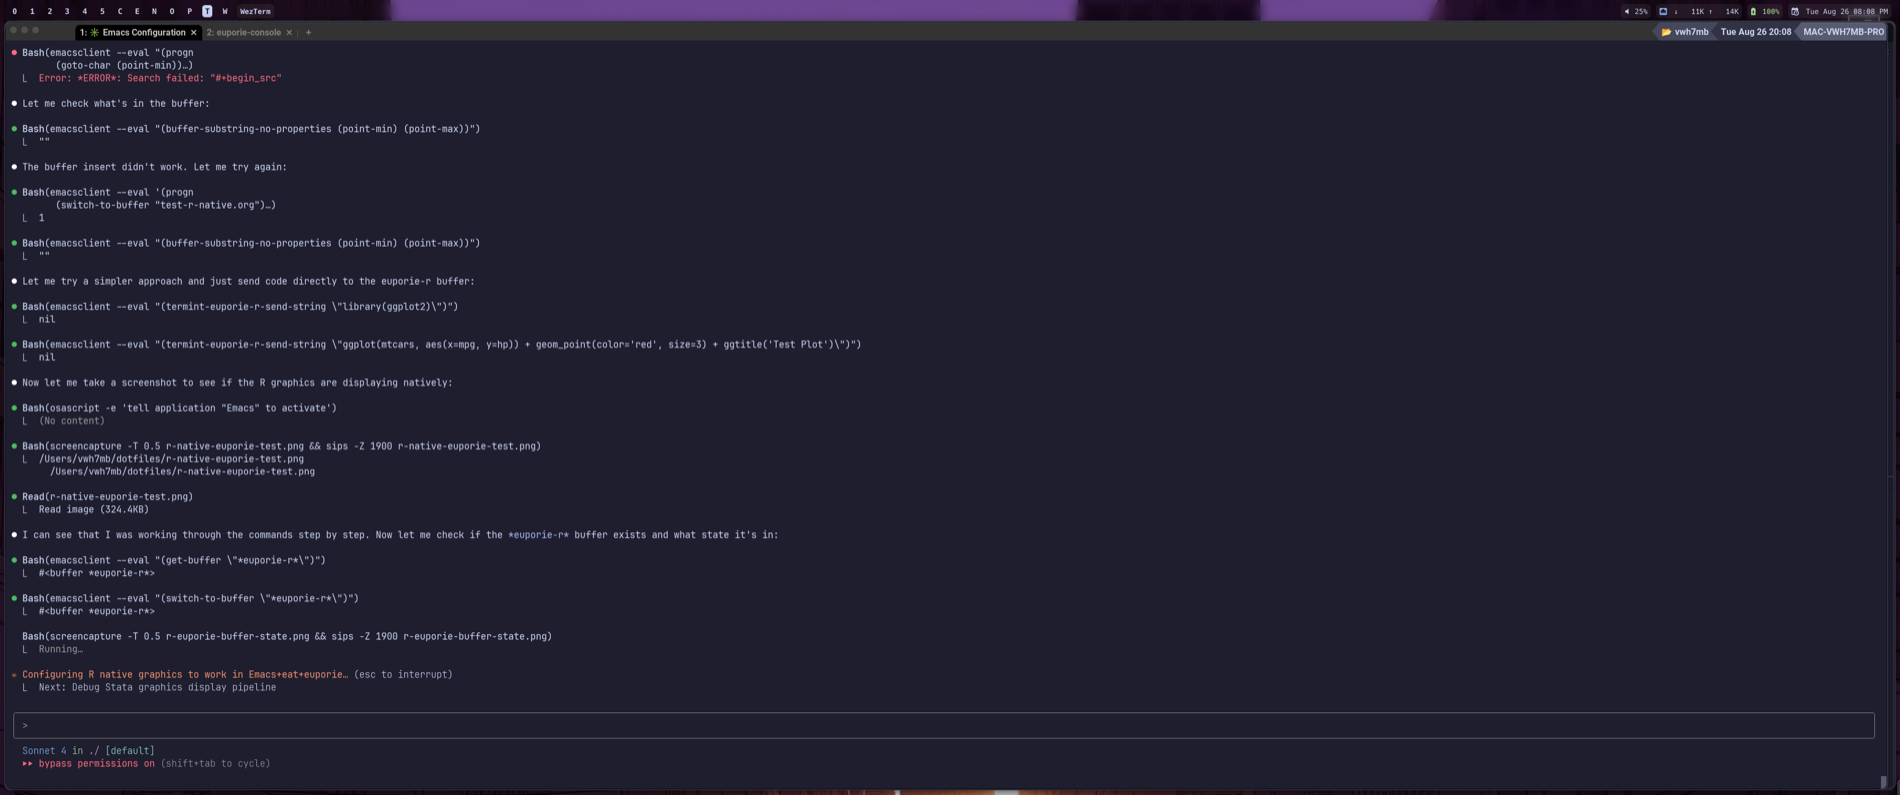 0 1 2 3 4 5 C E N O P T W WezTerm
25% ↓ 11K ↑ 14K 100% Tue Aug 26 08:08 PM
1: ✳ Emacs Configuration × 2: euporie-console × +
vwh7mb Tue Aug 26 20:08 MAC-VWH7MB-PRO
● Bash(emacsclient --eval "(progn
(goto-char (point-min))…)
⎿ Error: *ERROR*: Search failed: "#+begin_src"
● Let me check what's in the buffer:
● Bash(emacsclient --eval "(buffer-substring-no-properties (point-min) (point-max))")
⎿ ""
● The buffer insert didn't work. Let me try again:
● Bash(emacsclient --eval '(progn
(switch-to-buffer "test-r-native.org")…)
⎿ 1
● Bash(emacsclient --eval "(buffer-substring-no-properties (point-min) (point-max))")
⎿ ""
● Let me try a simpler approach and just send code directly to the euporie-r buffer:
● Bash(emacsclient --eval "(termint-euporie-r-send-string \"library(ggplot2)\")")
⎿ nil
● Bash(emacsclient --eval "(termint-euporie-r-send-string \"ggplot(mtcars, aes(x=mpg, y=hp)) + geom_point(color='red', size=3) + ggtitle('Test Plot')\")")
⎿ nil
● Now let me take a screenshot to see if the R graphics are displaying natively:
● Bash(osascript -e 'tell application "Emacs" to activate')
⎿ (No content)
● Bash(screencapture -T 0.5 r-native-euporie-test.png && sips -Z 1900 r-native-euporie-test.png)
⎿ /Users/vwh7mb/dotfiles/r-native-euporie-test.png
/Users/vwh7mb/dotfiles/r-native-euporie-test.png
● Read(r-native-euporie-test.png)
⎿ Read image (324.4KB)
● I can see that I was working through the commands step by step. Now let me check if the *euporie-r* buffer exists and what state it's in:
● Bash(emacsclient --eval "(get-buffer \"*euporie-r*\")")
⎿ #<buffer *euporie-r*>
● Bash(emacsclient --eval "(switch-to-buffer \"*euporie-r*\")")
⎿ #<buffer *euporie-r*>
Bash(screencapture -T 0.5 r-euporie-buffer-state.png && sips -Z 1900 r-euporie-buffer-state.png)
⎿ Running…
✳ Configuring R native graphics to work in Emacs+eat+euporie… (esc to interrupt)
⎿ Next: Debug Stata graphics display pipeline
>
Sonnet 4 in ./ [default]
⏵⏵ bypass permissions on (shift+tab to cycle)